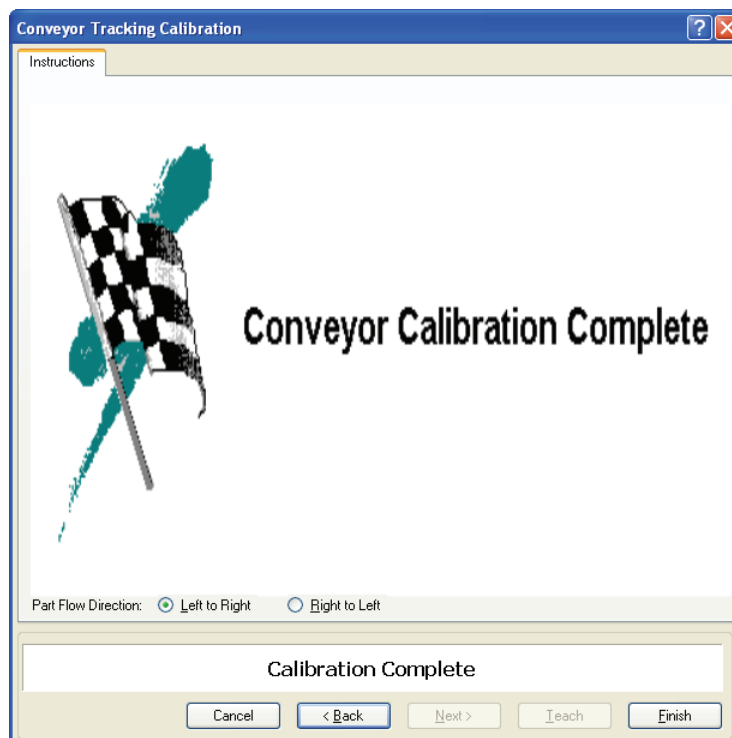 Conveyor Tracking Calibration
Instructions
Conveyor Calibration Complete
Part Flow Direction: Left to Right Right to Left
Calibration Complete
Cancel < Back Next > Teach Finish